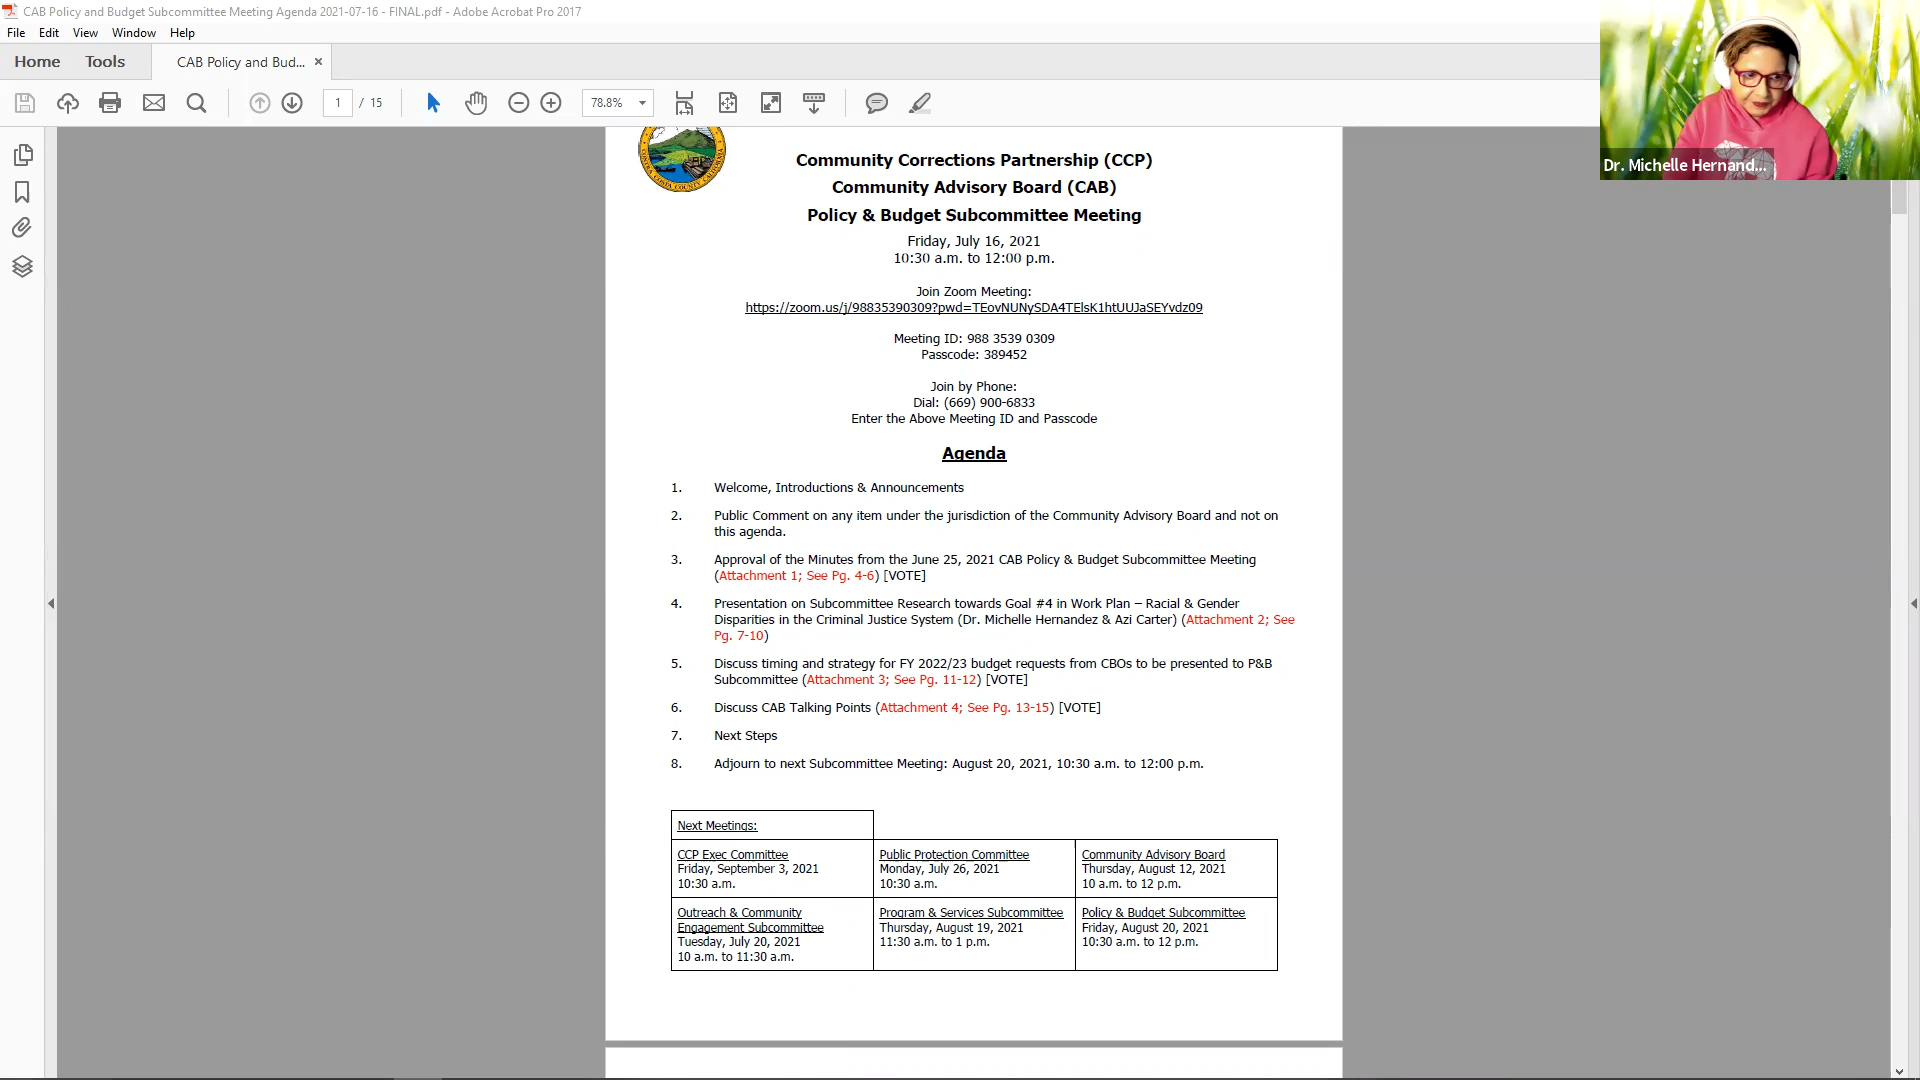 CAB Policy and Budget Subcommittee Meeting Agenda 2021-07-16 - FINAL.pdf - Adobe Acrobat Pro 2017
File Edit View Window Help
Home Tools CAB Policy and Bud... ×
1 / 15 78.8%
Dr. Michelle Hernand...
Community Corrections Partnership (CCP)
Community Advisory Board (CAB)
Policy & Budget Subcommittee Meeting
Friday, July 16, 2021
10:30 a.m. to 12:00 p.m.
Join Zoom Meeting:
https://zoom.us/j/98835390309?pwd=TEovNUNySDA4TElsK1htUUJaSEYvdz09
Meeting ID: 988 3539 0309
Passcode: 389452
Join by Phone:
Dial: (669) 900-6833
Enter the Above Meeting ID and Passcode
Agenda
1. Welcome, Introductions & Announcements
2. Public Comment on any item under the jurisdiction of the Community Advisory Board and not on
this agenda.
3. Approval of the Minutes from the June 25, 2021 CAB Policy & Budget Subcommittee Meeting
(Attachment 1; See Pg. 4-6) [VOTE]
4. Presentation on Subcommittee Research towards Goal #4 in Work Plan – Racial & Gender
Disparities in the Criminal Justice System (Dr. Michelle Hernandez & Azi Carter) (Attachment 2; See
Pg. 7-10)
5. Discuss timing and strategy for FY 2022/23 budget requests from CBOs to be presented to P&B
Subcommittee (Attachment 3; See Pg. 11-12) [VOTE]
6. Discuss CAB Talking Points (Attachment 4; See Pg. 13-15) [VOTE]
7. Next Steps
8. Adjourn to next Subcommittee Meeting: August 20, 2021, 10:30 a.m. to 12:00 p.m.
Next Meetings:
CCP Exec Committee
Friday, September 3, 2021
10:30 a.m.
Public Protection Committee
Monday, July 26, 2021
10:30 a.m.
Community Advisory Board
Thursday, August 12, 2021
10 a.m. to 12 p.m.
Outreach & Community
Engagement Subcommittee
Tuesday, July 20, 2021
10 a.m. to 11:30 a.m.
Program & Services Subcommittee
Thursday, August 19, 2021
11:30 a.m. to 1 p.m.
Policy & Budget Subcommittee
Friday, August 20, 2021
10:30 a.m. to 12 p.m.